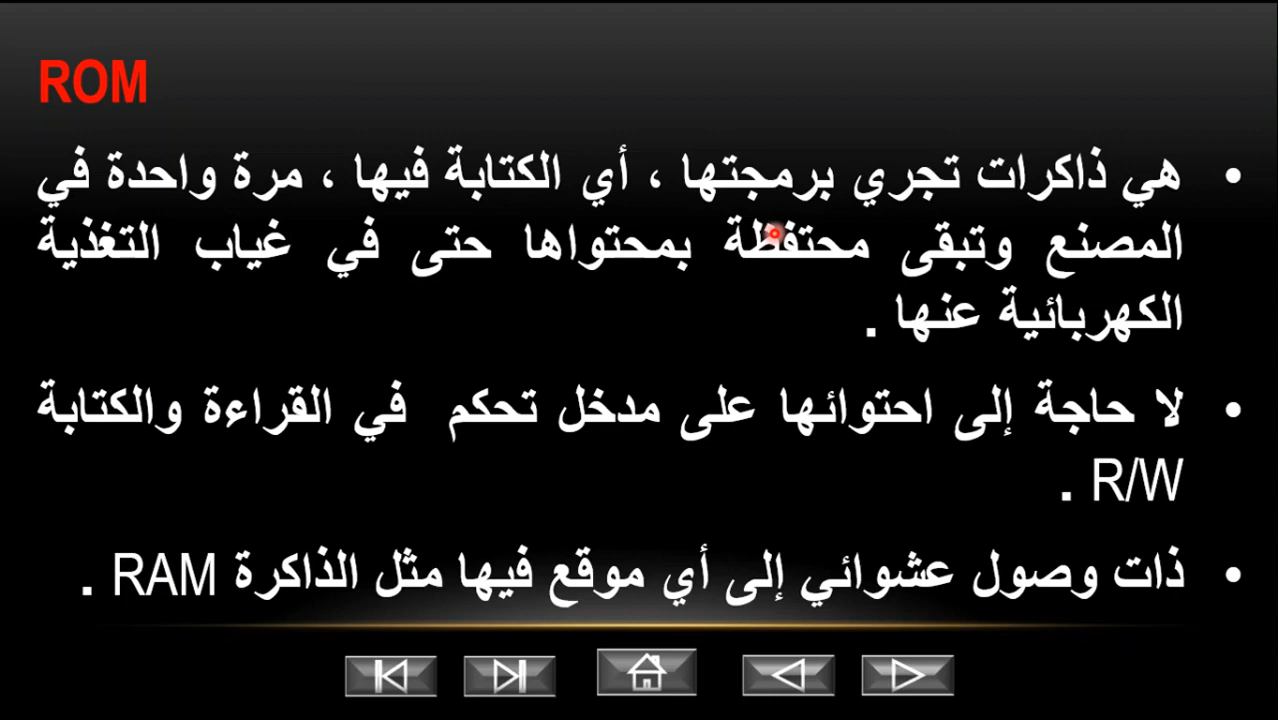 ROM
• هي ذاكرات تجري برمجتها ، أي الكتابة فيها ، مرة واحدة في
المصنع وتبقى محتفظة بمحتواها حتى في غياب التغذية
الكهربائية عنها .
• لا حاجة إلى احتوائها على مدخل تحكم في القراءة والكتابة
R/W .
• ذات وصول عشوائي إلى أي موقع فيها مثل الذاكرة RAM .